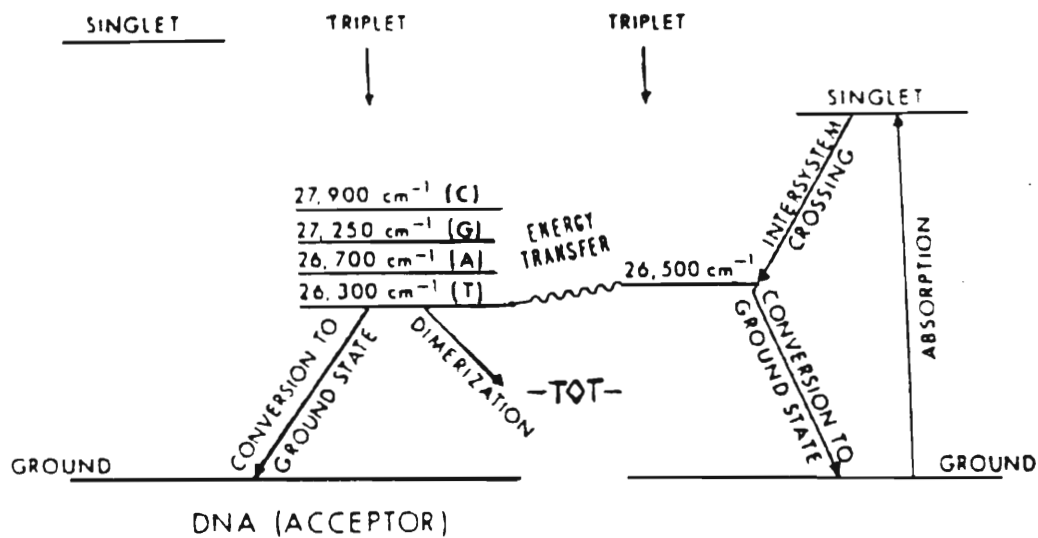 SINGLET
TRIPLET
TRIPLET
SINGLET
27,900 cm⁻¹ (C)
27,250 cm⁻¹ (G)
26,700 cm⁻¹ (A)
26,300 cm⁻¹ (T)
ENERGY
TRANSFER
26,500 cm⁻¹
INTERSYSTEM
CROSSING
ABSORPTION
CONVERSION TO
GROUND STATE
DIMERIZATION
–T◊T–
CONVERSION TO
GROUND STATE
GROUND
GROUND
DNA (ACCEPTOR)